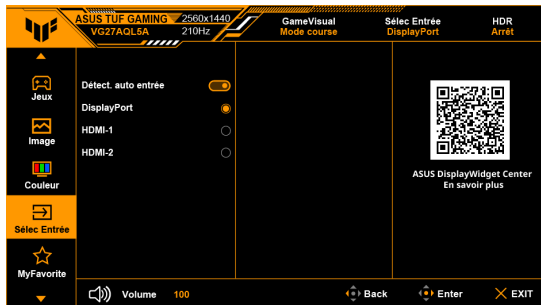 ASUS TUF GAMING
VG27AQL5A
2560x1440
210Hz
GameVisual
Mode course
Sélec Entrée
DisplayPort
HDR
Arrêt
Jeux
Image
Couleur
Sélec Entrée
MyFavorite
Détect. auto entrée
DisplayPort
HDMI-1
HDMI-2
ASUS DisplayWidget Center
En savoir plus
Volume 100
Back
Enter
EXIT